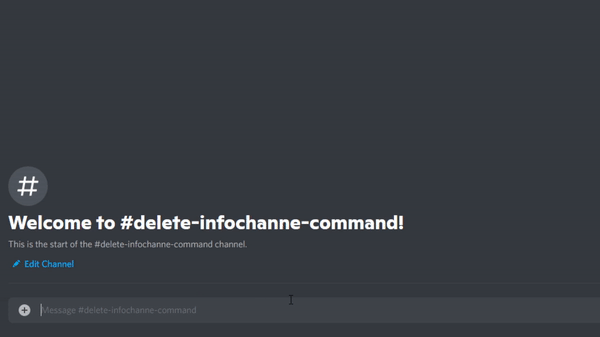 #
Welcome to #delete-infochanne-command!
This is the start of the #delete-infochanne-command channel.
Edit Channel
Message #delete-infochanne-command